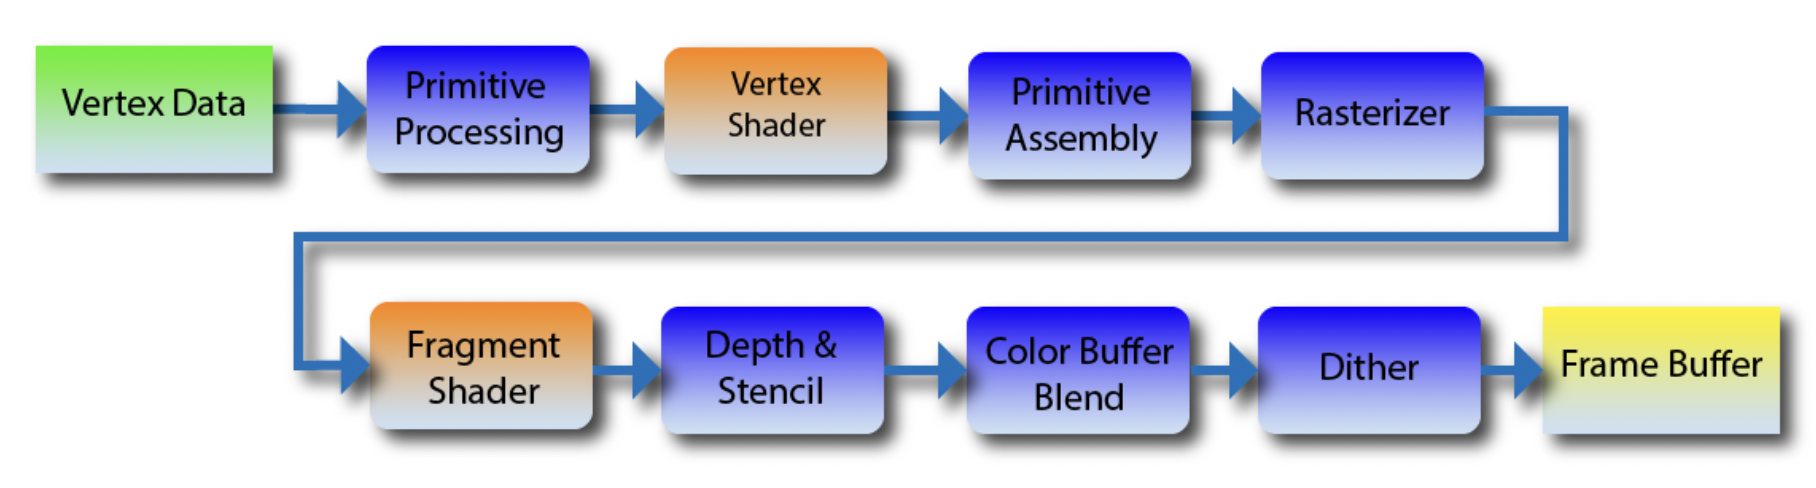 Vertex Data
Primitive
Processing
Vertex
Shader
Primitive
Assembly
Rasterizer
Fragment
Shader
Depth &
Stencil
Color Buffer
Blend
Dither
Frame Buffer